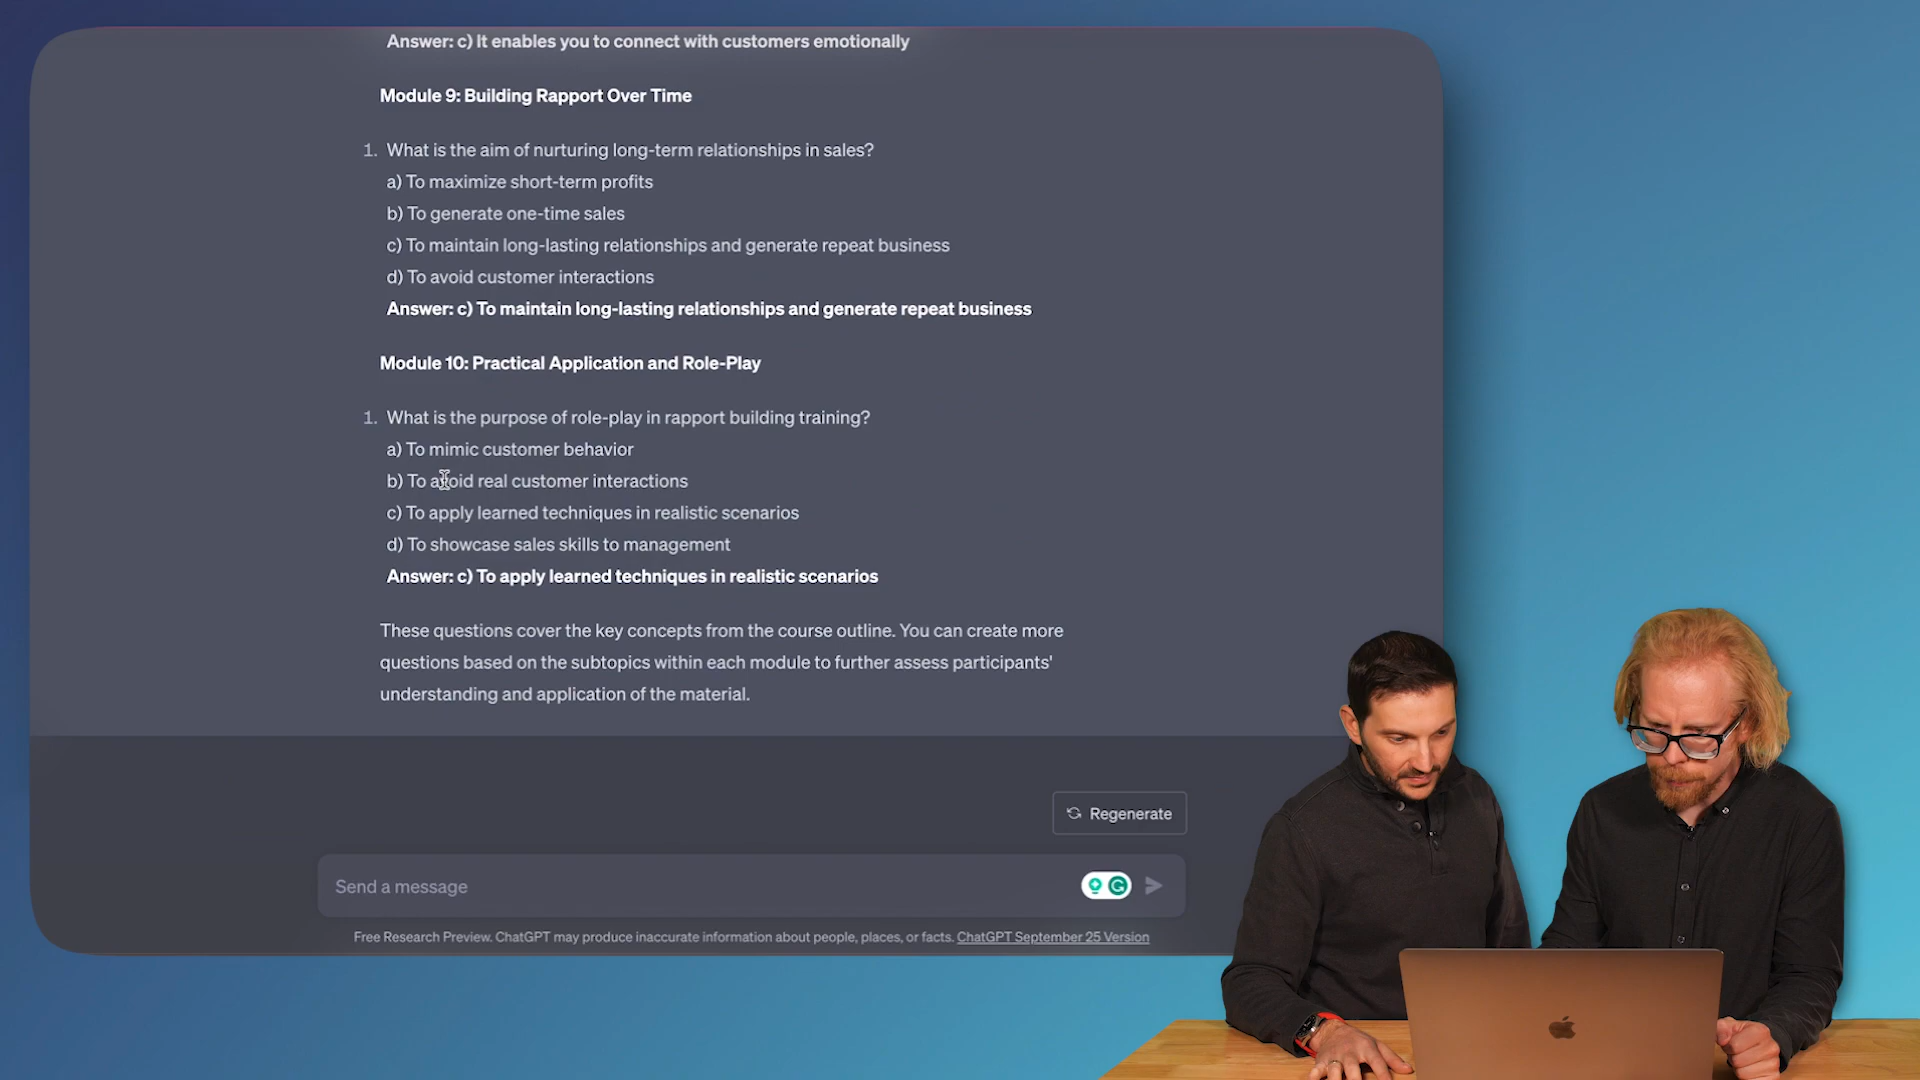 Answer: c) It enables you to connect with customers emotionally
Module 9: Building Rapport Over Time
1. What is the aim of nurturing long-term relationships in sales?
a) To maximize short-term profits
b) To generate one-time sales
c) To maintain long-lasting relationships and generate repeat business
d) To avoid customer interactions
Answer: c) To maintain long-lasting relationships and generate repeat business
Module 10: Practical Application and Role-Play
1. What is the purpose of role-play in rapport building training?
a) To mimic customer behavior
b) To avoid real customer interactions
c) To apply learned techniques in realistic scenarios
d) To showcase sales skills to management
Answer: c) To apply learned techniques in realistic scenarios
These questions cover the key concepts from the course outline. You can create more
questions based on the subtopics within each module to further assess participants'
understanding and application of the material.
Regenerate
Send a message
Free Research Preview. ChatGPT may produce inaccurate information about people, places, or facts. ChatGPT September 25 Version